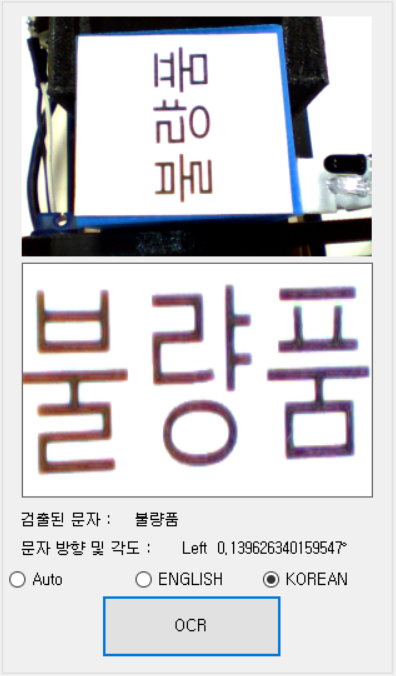 불량품
불량품
검출된 문자 : 불량품
문자 방향 및 각도 : Left 0,139626340159547°
Auto ENGLISH KOREAN
OCR